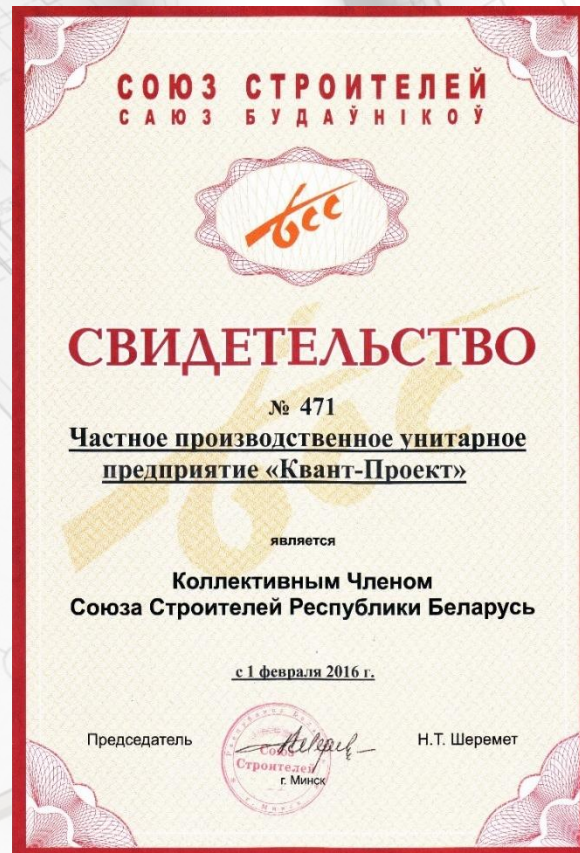 СОЮЗ СТРОИТЕЛЕЙ
САЮЗ БУДАЎНІКОЎ
бсс
СВИДЕТЕЛЬСТВО
№ 471
Частное производственное унитарное
предприятие «Квант-Проект»
является
Коллективным Членом
Союза Строителей Республики Беларусь
с 1 февраля 2016 г.
Председатель
Н.Т. Шеремет
Союз
Строителей
г. Минск